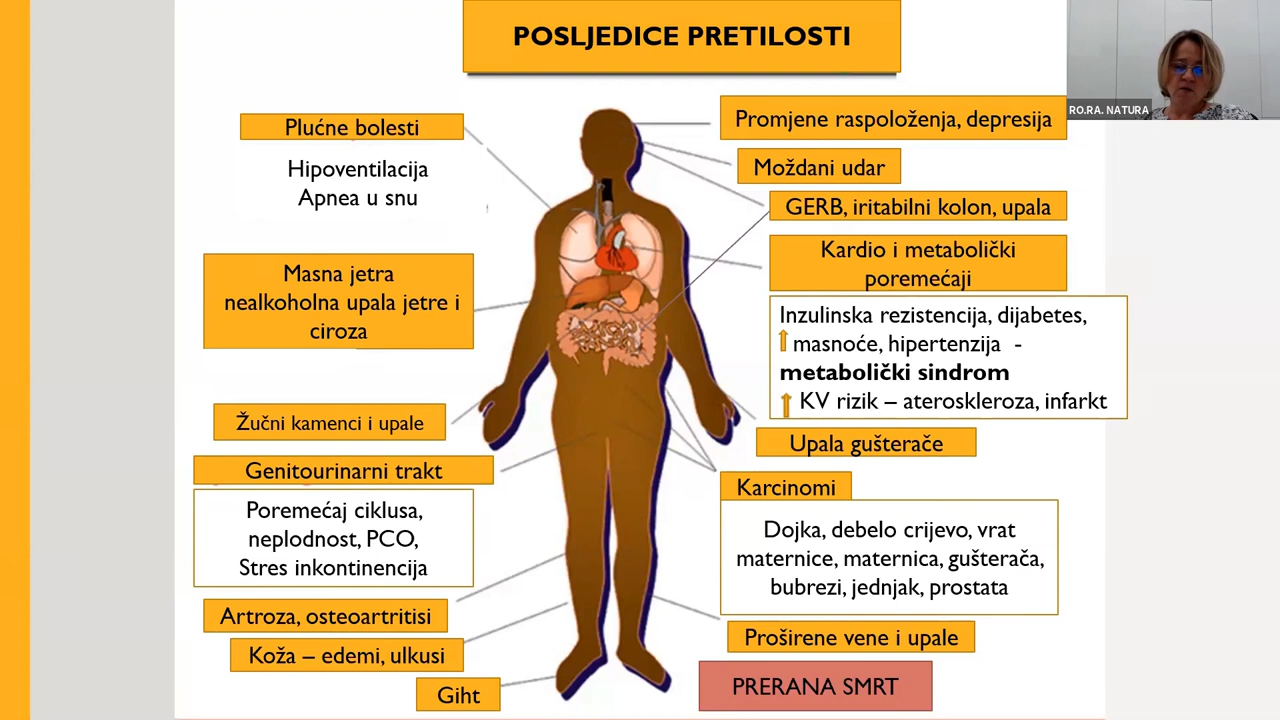 POSLJEDICE PRETILOSTI
RO.RA. NATURA
Plućne bolesti
Hipoventilacija
Apnea u snu
Masna jetra
nealkoholna upala jetre i
ciroza
Žučni kamenci i upale
Genitourinarni trakt
Poremećaj ciklusa,
neplodnost, PCO,
Stres inkontinencija
Artroza, osteoartritisi
Koža – edemi, ulkusi
Giht
Promjene raspoloženja, depresija
Moždani udar
GERB, iritabilni kolon, upala
Kardio i metabolički
poremećaji
Inzulinska rezistencija, dijabetes,
masnoće, hipertenzija -
metabolički sindrom
KV rizik – ateroskleroza, infarkt
Upala gušterače
Karcinomi
Dojka, debelo crijevo, vrat
maternice, maternica, gušterača,
bubrezi, jednjak, prostata
Proširene vene i upale
PRERANA SMRT